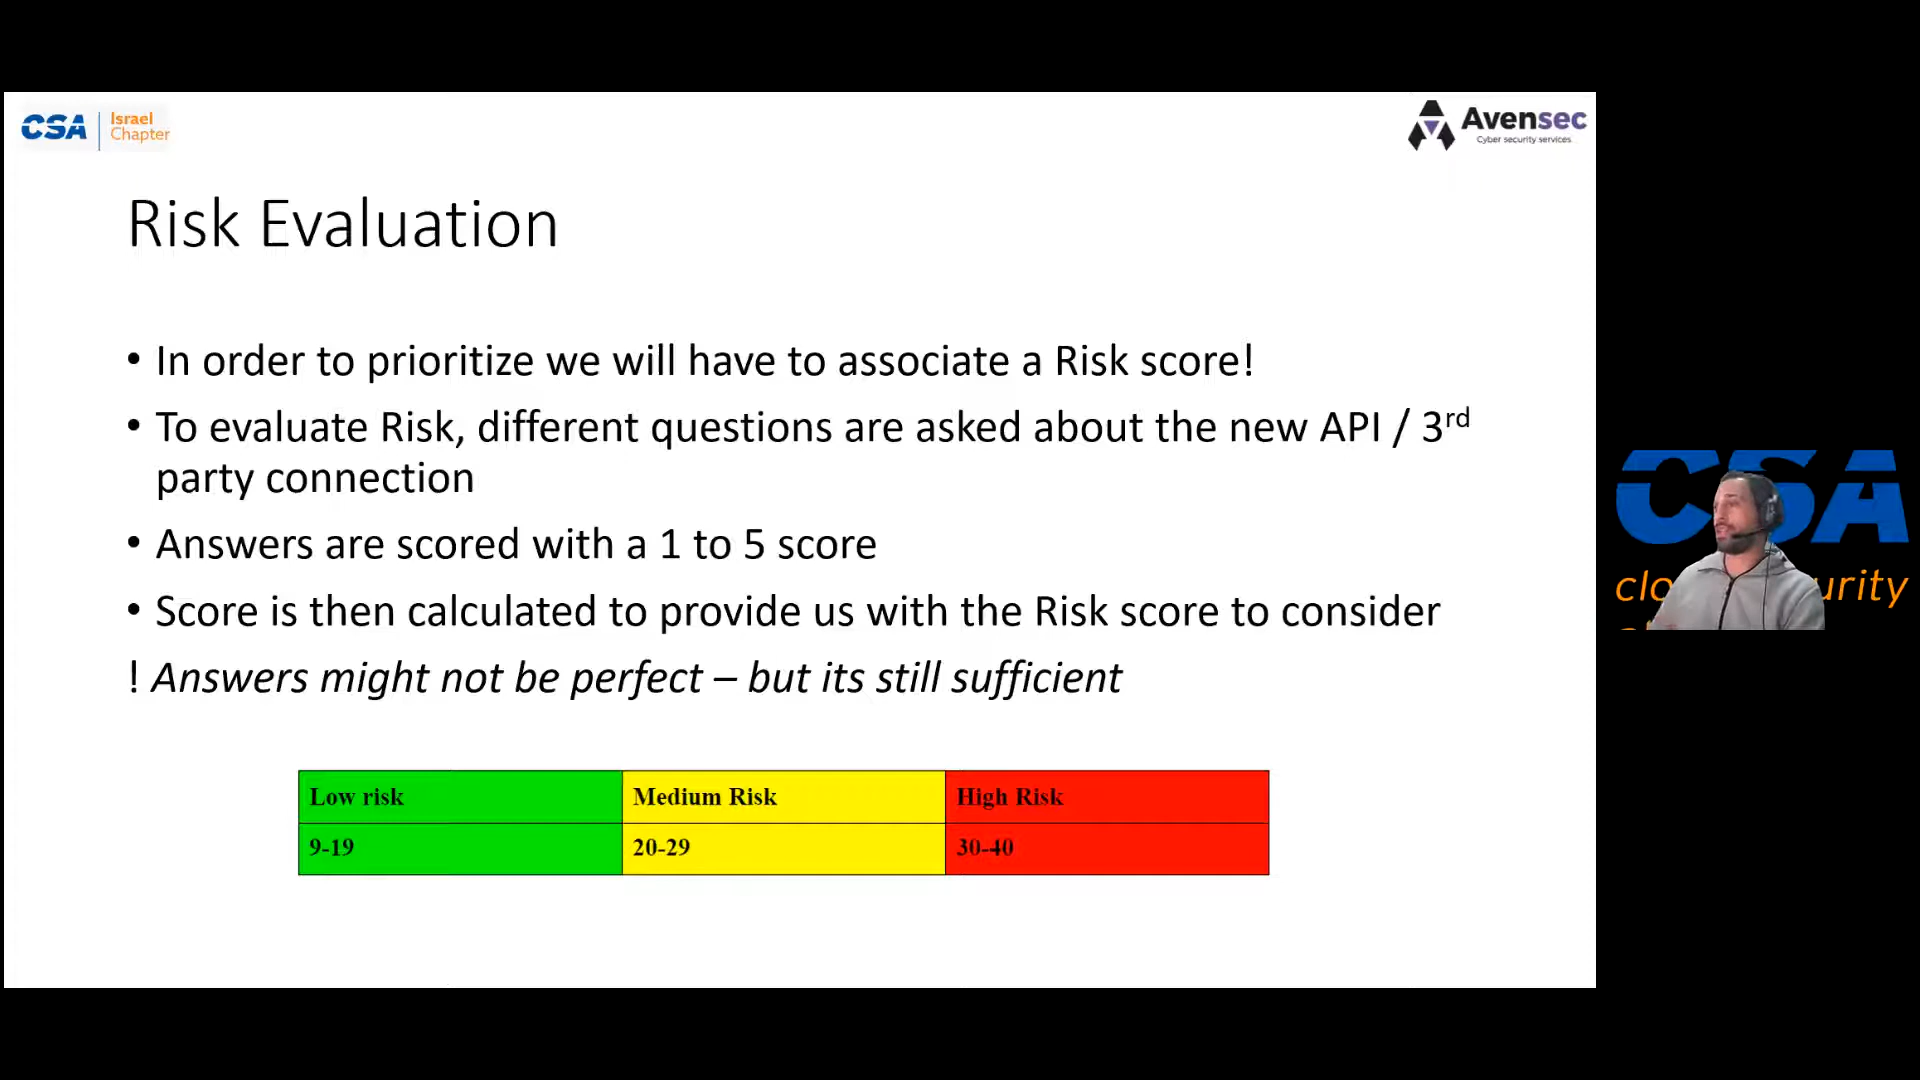 CSA
Israel
Chapter
Avensec
Cyber security services
Risk Evaluation
• In order to prioritize we will have to associate a Risk score!
• To evaluate Risk, different questions are asked about the new API / 3rd
party connection
• Answers are scored with a 1 to 5 score
• Score is then calculated to provide us with the Risk score to consider
! Answers might not be perfect – but its still sufficient
Low risk Medium Risk High Risk
9-19 20-29 30-40
CSA